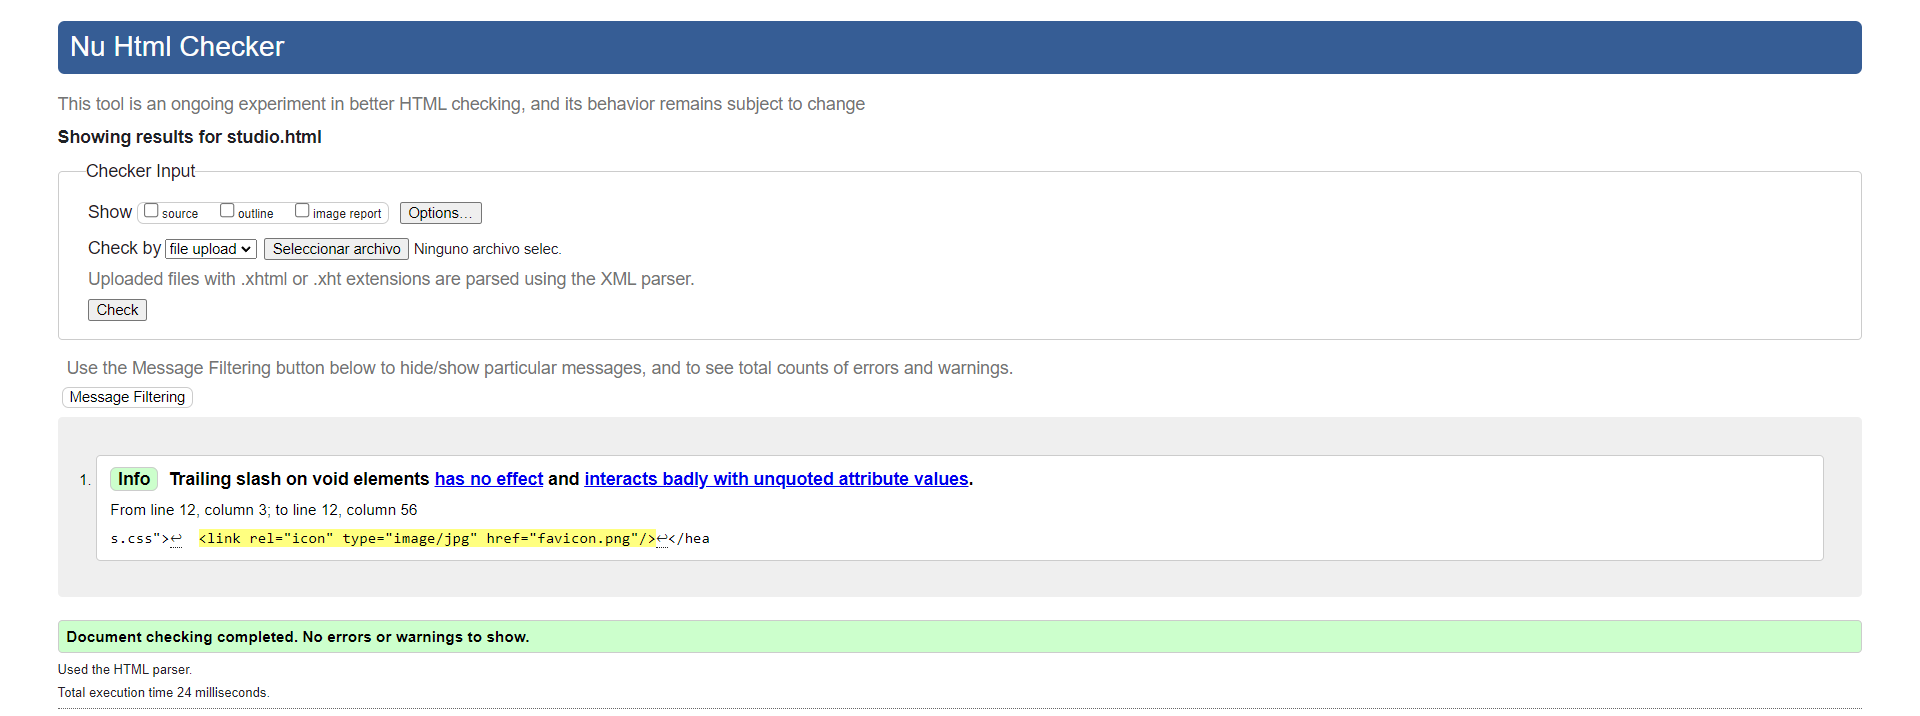 Nu Html Checker
This tool is an ongoing experiment in better HTML checking, and its behavior remains subject to change
Showing results for studio.html
Checker Input
Show source outline image report Options...
Check by file upload Seleccionar archivo Ninguno archivo selec.
Uploaded files with .xhtml or .xht extensions are parsed using the XML parser.
Check
Use the Message Filtering button below to hide/show particular messages, and to see total counts of errors and warnings.
Message Filtering
1. Info Trailing slash on void elements has no effect and interacts badly with unquoted attribute values.
From line 12, column 3; to line 12, column 56
s.css">↩ <link rel="icon" type="image/jpg" href="favicon.png"/>↩</hea
Document checking completed. No errors or warnings to show.
Used the HTML parser.
Total execution time 24 milliseconds.